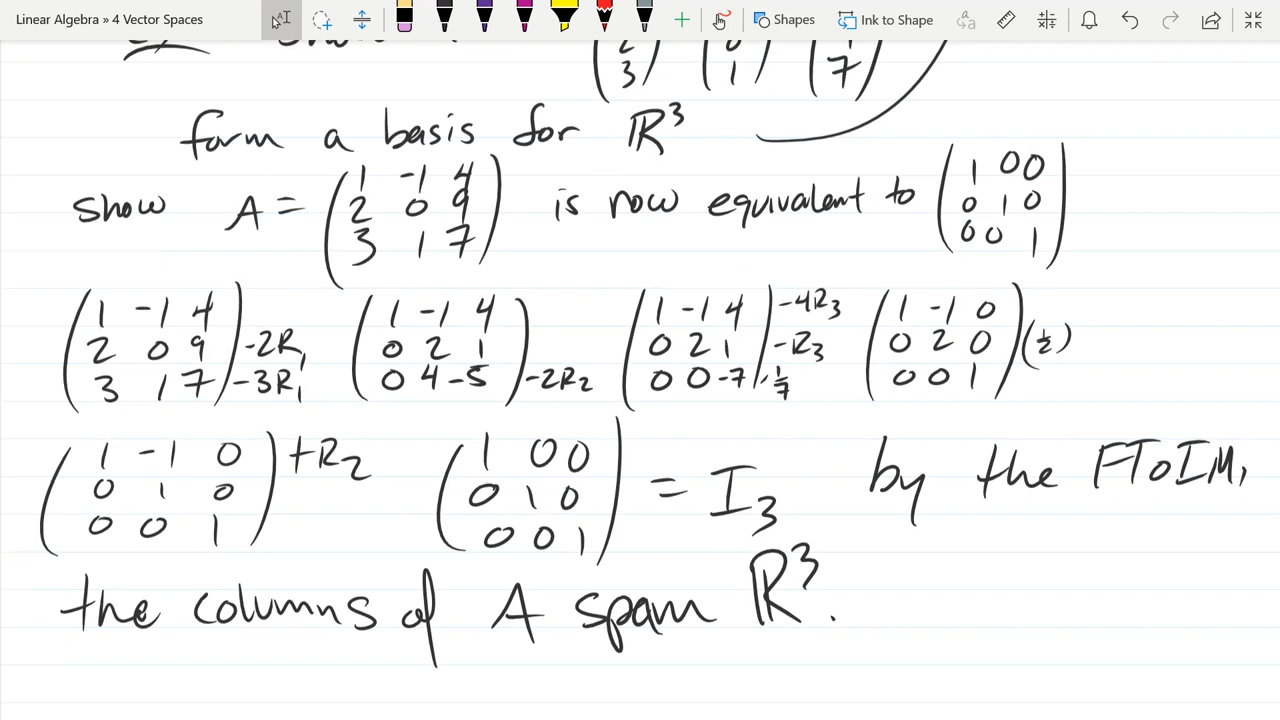 Linear Algebra » 4 Vector Spaces Shapes Ink to Shape
3 1 7
form a basis for ℝ³
show A = ( 1 -1 4 ; 2 0 9 ; 3 1 7 ) is row equivalent to ( 1 0 0 ; 0 1 0 ; 0 0 1 )
( 1 -1 4 ; 2 0 9 ; 3 1 7 ) -2R₁ -3R₁ ( 1 -1 4 ; 0 2 1 ; 0 4 -5 ) -2R₂ ( 1 -1 4 ; 0 2 1 ; 0 0 -7 ) -4R₃ -R₃ ·-1/7 ( 1 -1 0 ; 0 2 0 ; 0 0 1 ) (½)
( 1 -1 0 ; 0 1 0 ; 0 0 1 ) +R₂ ( 1 0 0 ; 0 1 0 ; 0 0 1 ) = I₃ by the FToIM,
the columns of A span ℝ³.